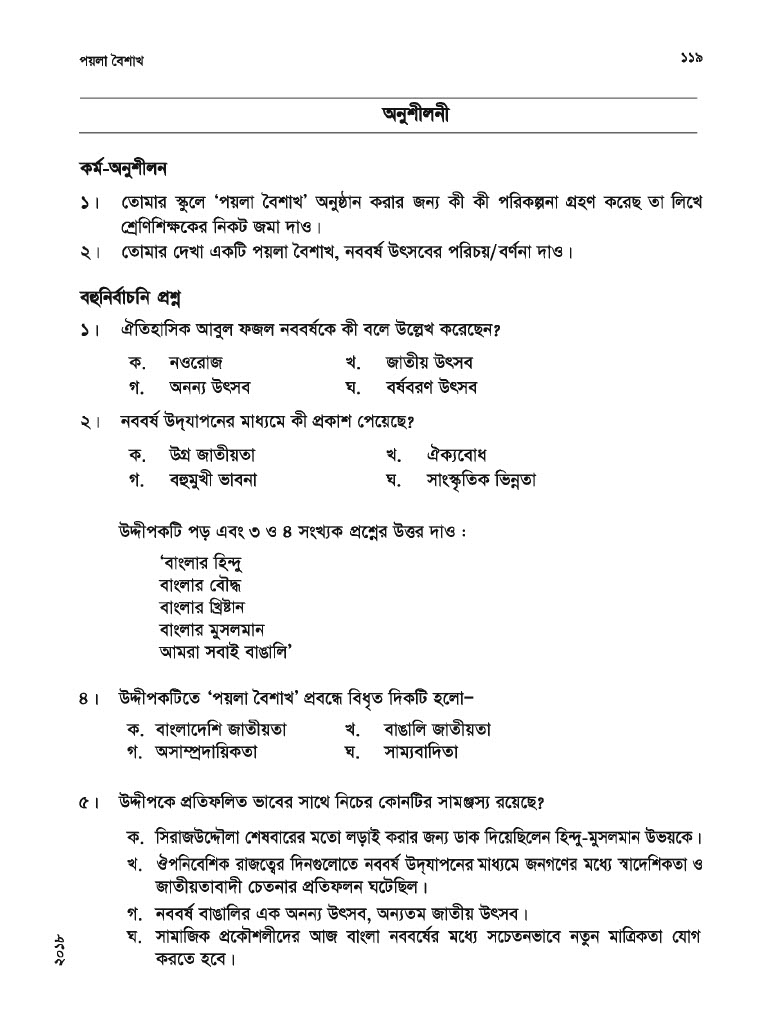 পয়লা বৈশাখ ১১৯
অনুশীলনী
কর্ম-অনুশীলন
১। তোমার স্কুলে ‘পয়লা বৈশাখ’ অনুষ্ঠান করার জন্য কী কী পরিকল্পনা গ্রহণ করেছ তা লিখে
শ্রেণিশিক্ষকের নিকট জমা দাও।
২। তোমার দেখা একটি পয়লা বৈশাখ, নববর্ষ উৎসবের পরিচয়/বর্ণনা দাও।
বহুনির্বাচনি প্রশ্ন
১। ঐতিহাসিক আবুল ফজল নববর্ষকে কী বলে উল্লেখ করেছেন?
ক. নওরোজ খ. জাতীয় উৎসব
গ. অনন্য উৎসব ঘ. বর্ষবরণ উৎসব
২। নববর্ষ উদ্‌যাপনের মাধ্যমে কী প্রকাশ পেয়েছে?
ক. উগ্র জাতীয়তা খ. ঐক্যবোধ
গ. বহুমুখী ভাবনা ঘ. সাংস্কৃতিক ভিন্নতা
উদ্দীপকটি পড় এবং ৩ ও ৪ সংখ্যক প্রশ্নের উত্তর দাও :
‘বাংলার হিন্দু
বাংলার বৌদ্ধ
বাংলার খ্রিষ্টান
বাংলার মুসলমান
আমরা সবাই বাঙালি’
৪। উদ্দীপকটিতে ‘পয়লা বৈশাখ’ প্রবন্ধে বিধৃত দিকটি হলো–
ক. বাংলাদেশি জাতীয়তা খ. বাঙালি জাতীয়তা
গ. অসাম্প্রদায়িকতা ঘ. সাম্যবাদিতা
৫। উদ্দীপকে প্রতিফলিত ভাবের সাথে নিচের কোনটির সামঞ্জস্য রয়েছে?
ক. সিরাজউদ্দৌলা শেষবারের মতো লড়াই করার জন্য ডাক দিয়েছিলেন হিন্দু-মুসলমান উভয়কে।
খ. ঔপনিবেশিক রাজত্বের দিনগুলোতে নববর্ষ উদ্‌যাপনের মাধ্যমে জনগণের মধ্যে স্বাদেশিকতা ও
জাতীয়তাবাদী চেতনার প্রতিফলন ঘটেছিল।
গ. নববর্ষ বাঙালির এক অনন্য উৎসব, অন্যতম জাতীয় উৎসব।
ঘ. সামাজিক প্রকৌশলীদের আজ বাংলা নববর্ষের মধ্যে সচেতনভাবে নতুন মাত্রিকতা যোগ
করতে হবে।
২০১৮